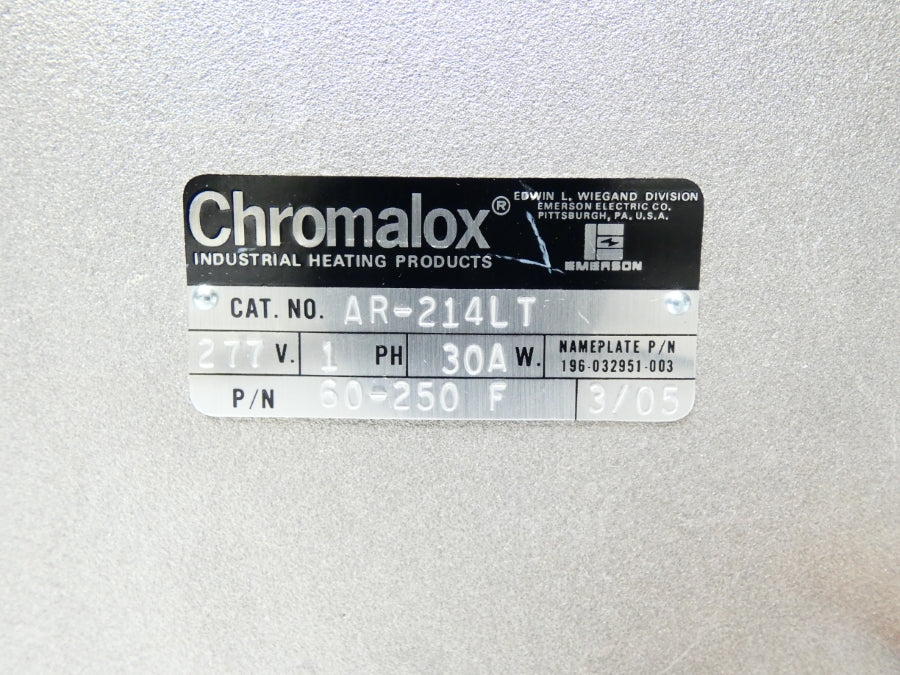 Chromalox®
EDWIN L. WIEGAND DIVISION
EMERSON ELECTRIC CO.
PITTSBURGH, PA. U.S.A.
EMERSON
INDUSTRIAL HEATING PRODUCTS
CAT. NO. AR-214LT
277 V. 1 PH 30A W. NAMEPLATE P/N
196-032951-003
P/N 60-250 F 3/05